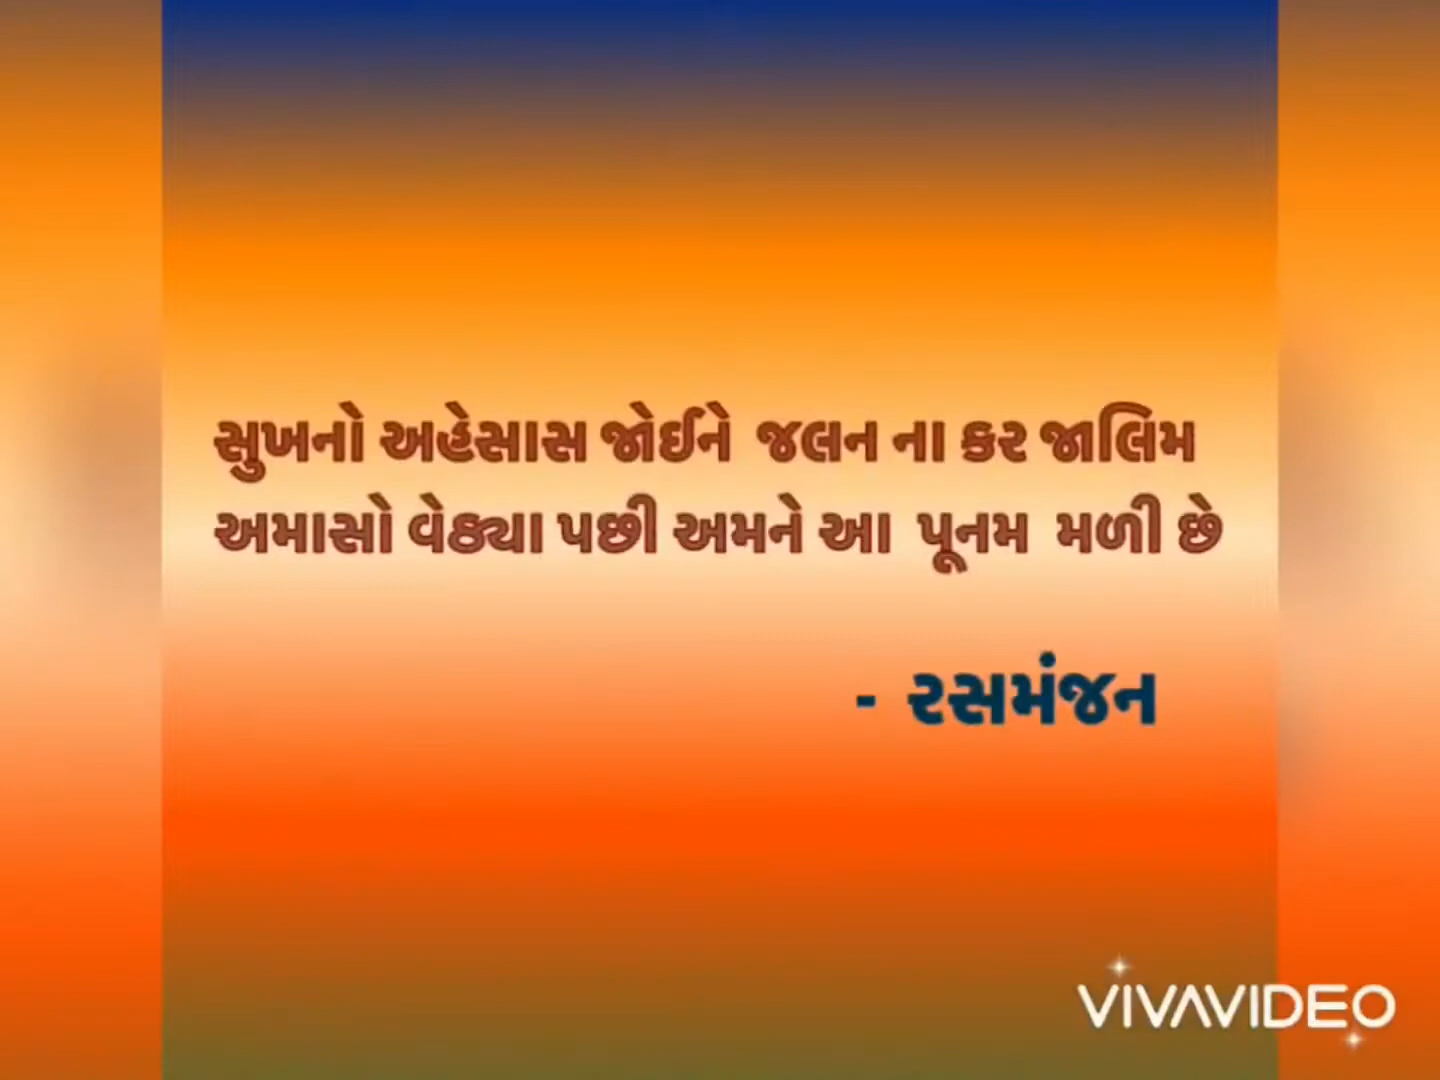 સુખનો અહેસાસ જોઈને જલન ના કર જાલિમ
અમાસો વેઠ્યા પછી અમને આ પૂનમ મળી છે
- રસમંજન
VIVAVIDEO